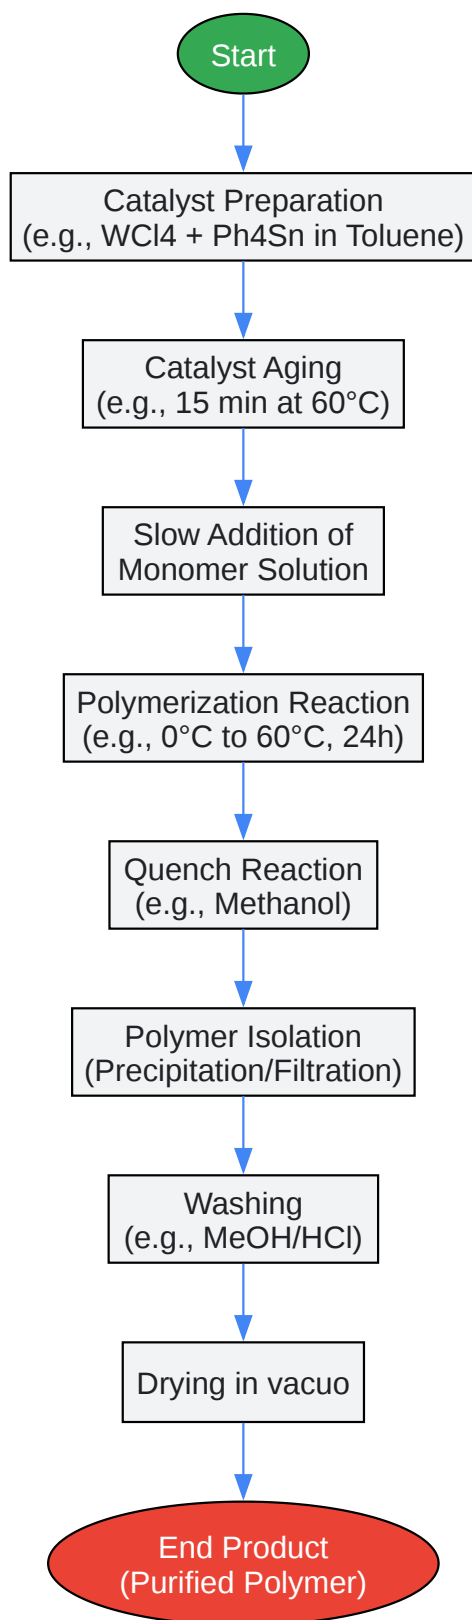 Start
Catalyst Preparation
(e.g., WCl4 + Ph4Sn in Toluene)
Catalyst Aging
(e.g., 15 min at 60°C)
Slow Addition of
Monomer Solution
Polymerization Reaction
(e.g., 0°C to 60°C, 24h)
Quench Reaction
(e.g., Methanol)
Polymer Isolation
(Precipitation/Filtration)
Washing
(e.g., MeOH/HCl)
Drying in vacuo
End Product
(Purified Polymer)